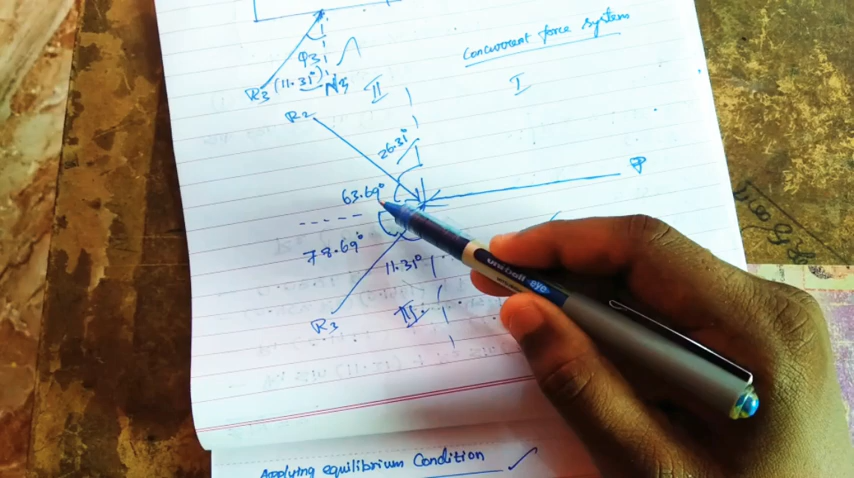 Concurrent force system
φ3
R3 (11.31°)
N3
II
I
R2
26.31°
P
63.69°
78.69°
11.31°
R3
III
uniball eye
Applying equilibrium Condition